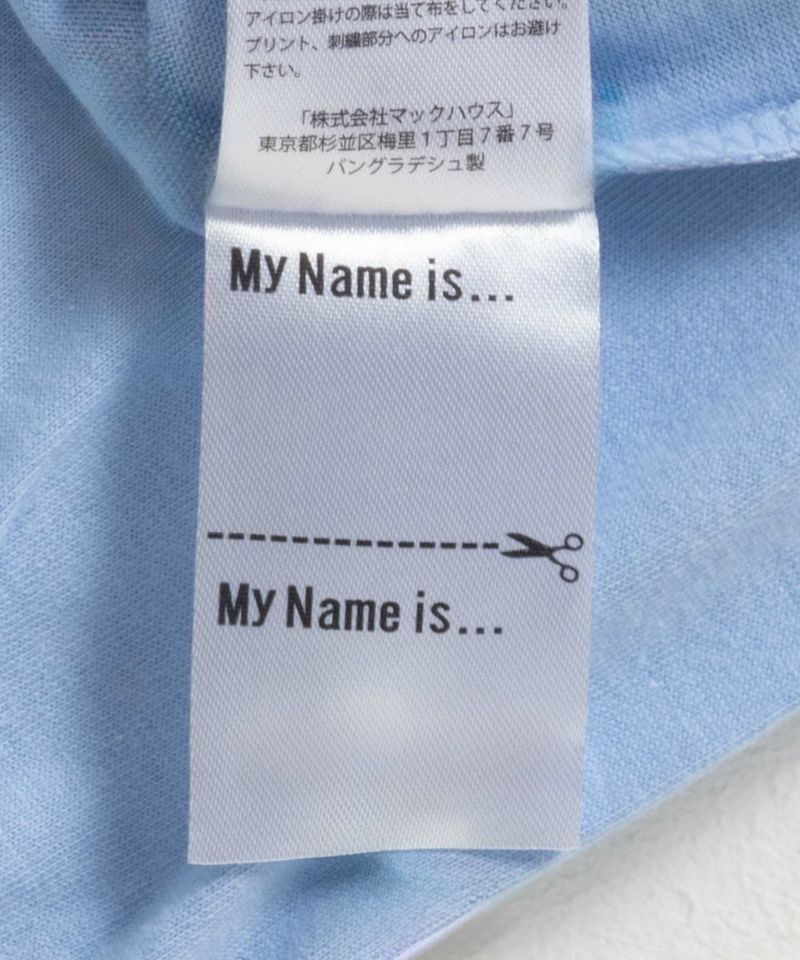 アイロン掛けの際は当て布をしてください。
プリント、刺繍部分へのアイロンはお避け
下さい。
「株式会社マックハウス」
東京都杉並区梅里1丁目7番7号
バングラデシュ製
My Name is...
My Name is...